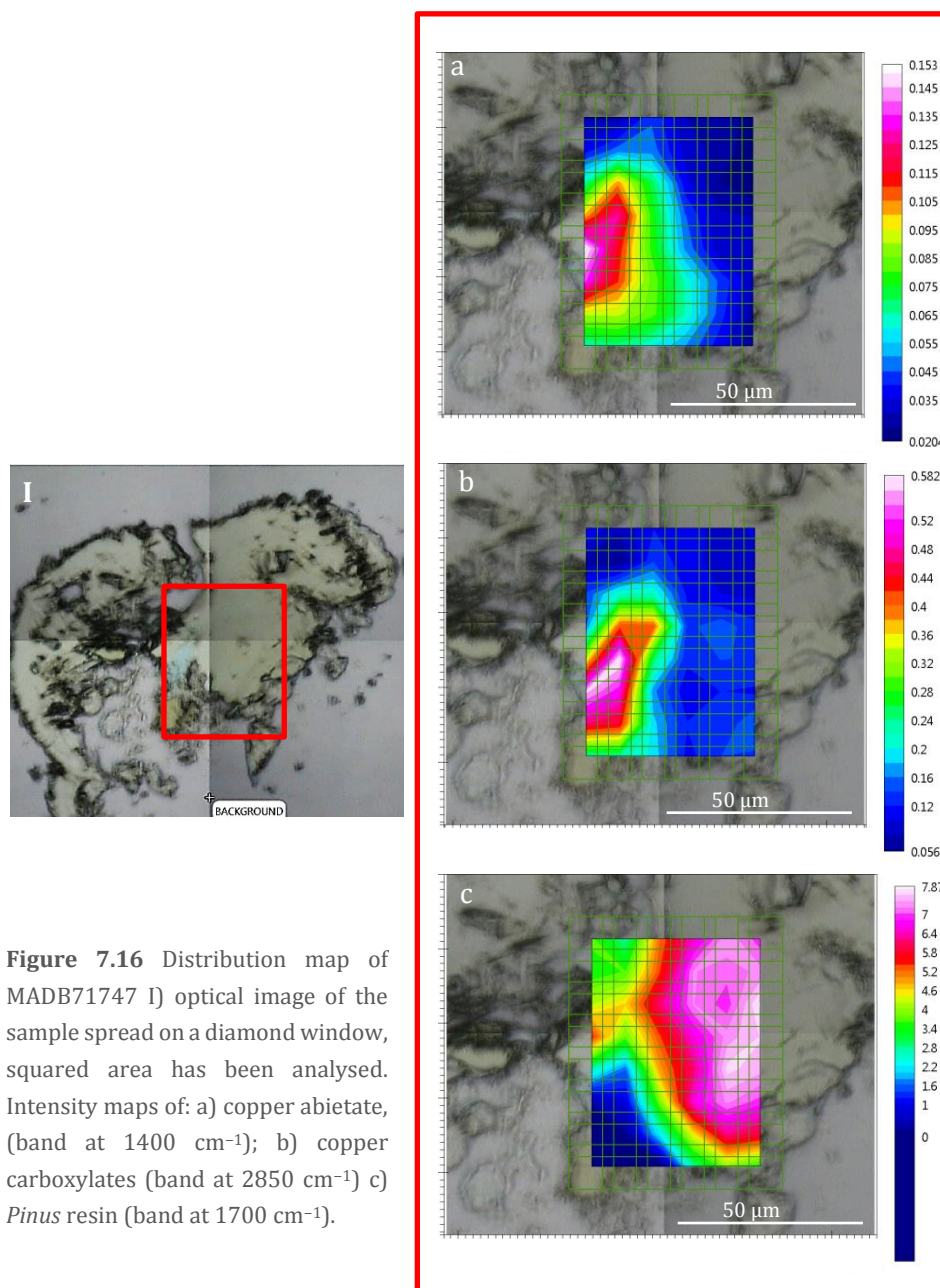 a
0.153
0.145
0.135
0.125
0.115
0.105
0.095
0.085
0.075
0.065
0.055
0.045
0.035
0.0204
50 µm
I
BACKGROUND
b
0.582
0.52
0.48
0.44
0.4
0.36
0.32
0.28
0.24
0.2
0.16
0.12
0.056
50 µm
c
7.87
7
6.4
5.8
5.2
4.6
4
3.4
2.8
2.2
1.6
0
50 µm
Figure 7.16 Distribution map of
MADB71747 I) optical image of the
sample spread on a diamond window,
squared area has been analysed.
Intensity maps of: a) copper abietate,
(band at 1400 cm⁻¹); b) copper
carboxylates (band at 2850 cm⁻¹) c)
Pinus resin (band at 1700 cm⁻¹).